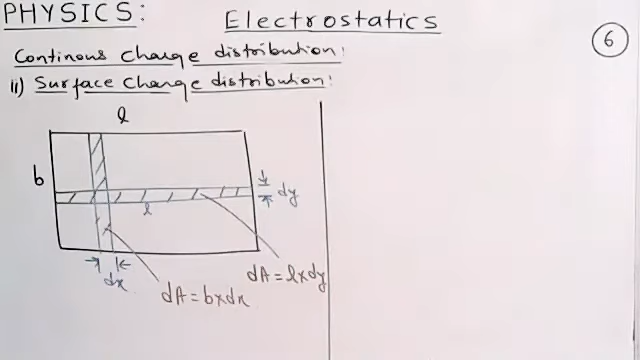 PHYSICS: Electrostatics
6
Continous charge distribution:
ii) Surface charge distribution:
l
b
dy
l
dx
dA = l×dy
dA = b×dx